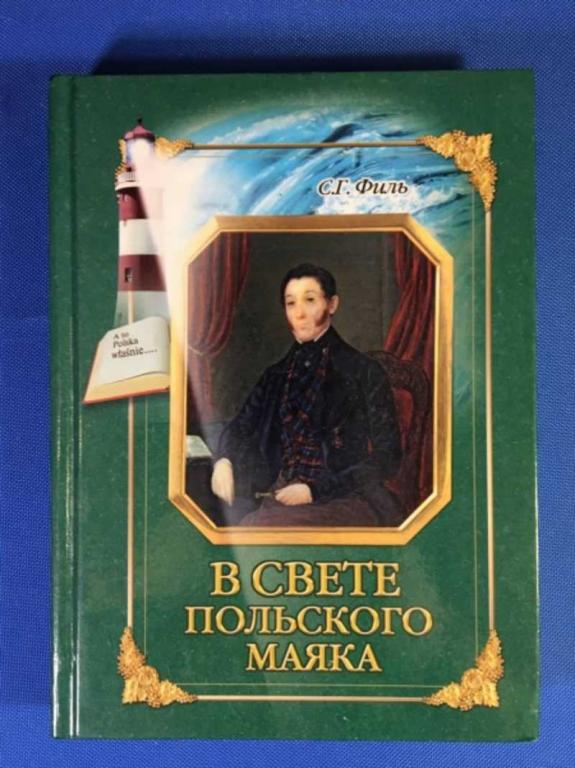 С.Г. Филь
A to
Polska
właśnie....
В СВЕТЕ
ПОЛЬСКОГО
МАЯКА